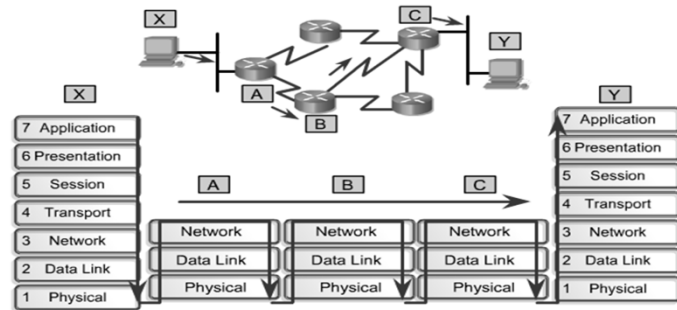 X
C
Y
A
B
X
Y
7 Application
6 Presentation
5 Session
4 Transport
3 Network
2 Data Link
1 Physical
A
B
C
Network
Data Link
Physical
Network
Data Link
Physical
Network
Data Link
Physical
7 Application
6 Presentation
5 Session
4 Transport
3 Network
2 Data Link
1 Physical